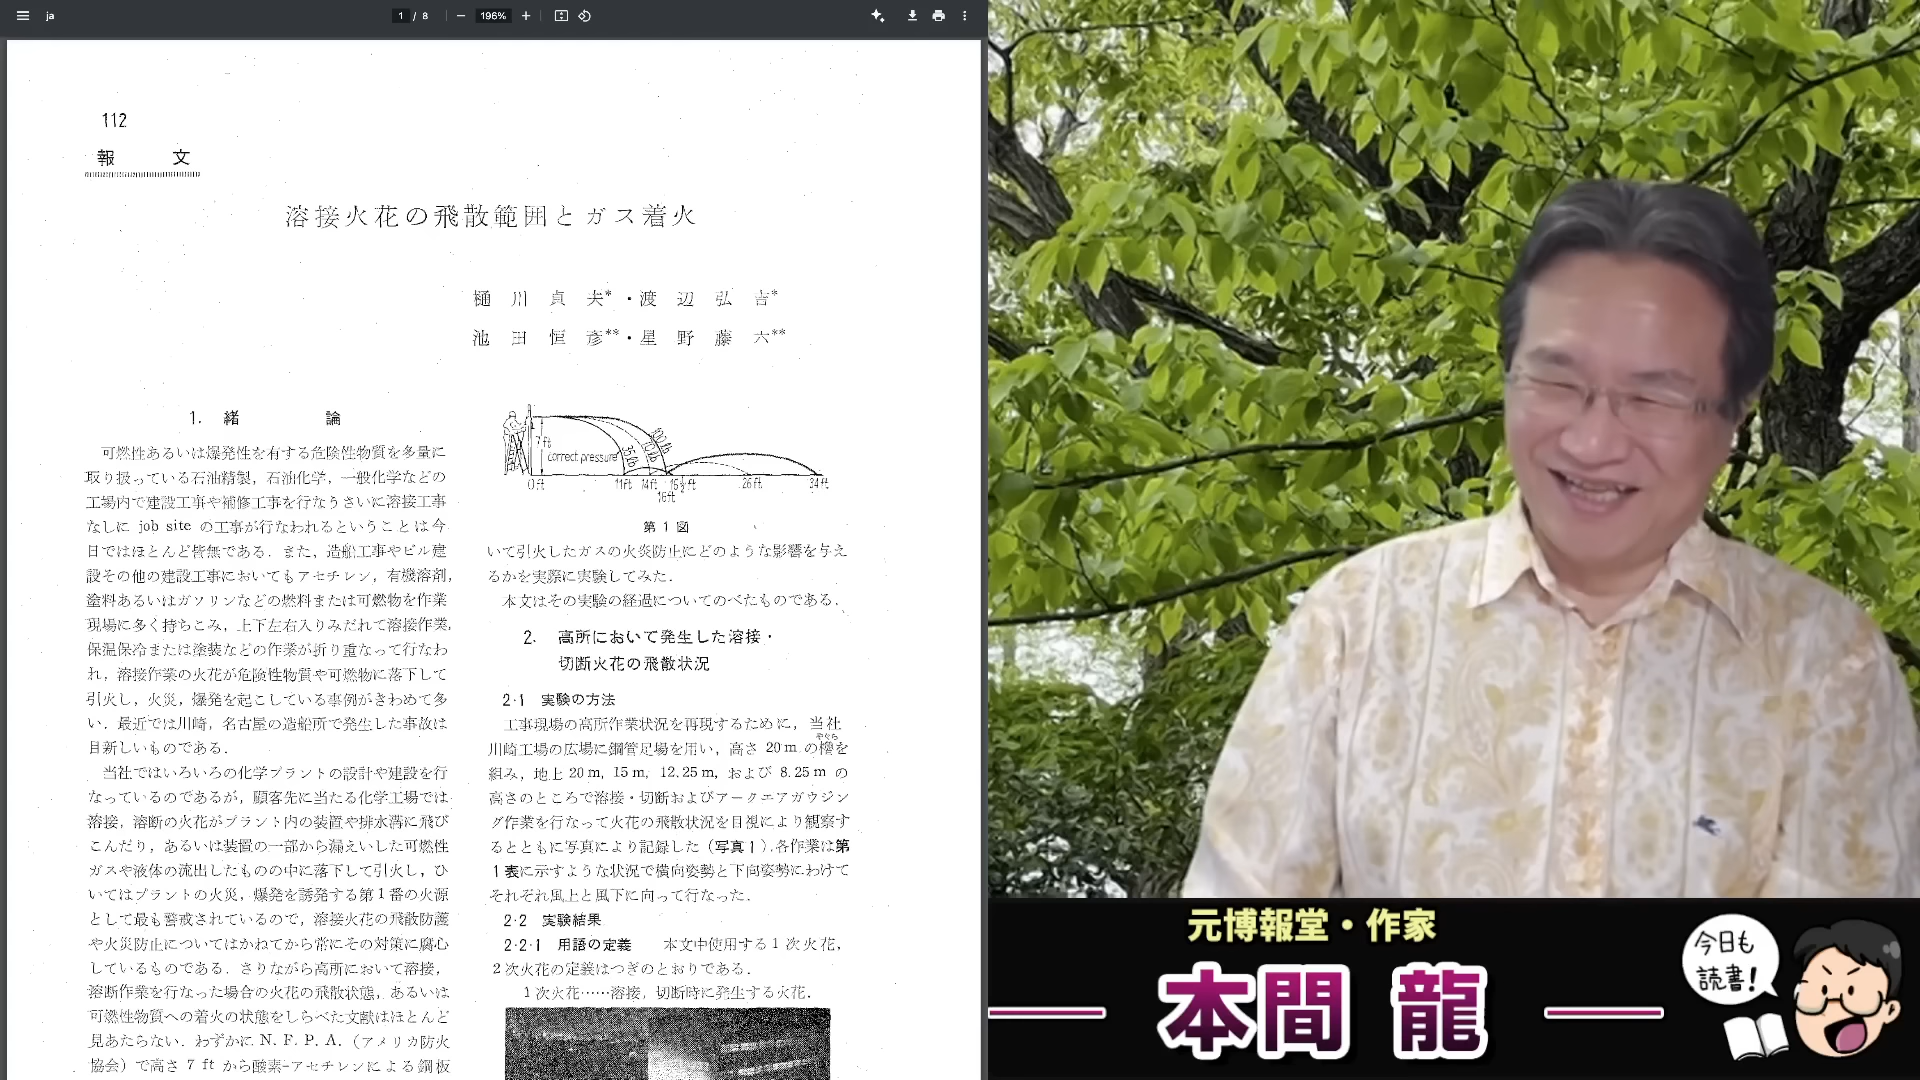 ja
1 / 8
196%
112
報 文
溶接火花の飛散範囲とガス着火
樋川貞夫*・渡辺弘吉*
池田恒彦**・星野藤六**
1. 緒 論
可燃性あるいは爆発性を有する危険性物質を多量に
取り扱っている石油精製，石油化学，一般化学などの
工場内で建設工事や補修工事を行なうさいに溶接工事
なしに job site の工事が行なわれるということは今
日ではほとんど皆無である．また，造船工事やビル建
設その他の建設工事においてもアセチレン，有機溶剤，
塗料あるいはガソリンなどの燃料または可燃物を作業
現場に多く持ちこみ，上下左右入りみだれて溶接作業，
保温保冷または塗装などの作業が折り重なって行なわ
れ，溶接作業の火花が危険性物質や可燃物に落下して
引火し，火災，爆発を起こしている事例がきわめて多
い．最近では川崎，名古屋の造船所で発生した事故は
目新しいものである．
当社ではいろいろの化学プラントの設計や建設を行
なっているのであるが，顧客先に当たる化学工場では
溶接，溶断の火花がプラント内の装置や排水溝に飛び
こんだり，あるいは装置の一部から漏えいした可燃性
ガスや液体の流出したものの中に落下して引火し，ひ
いてはプラントの火災，爆発を誘発する第1番の火源
として最も警戒されているので，溶接火花の飛散防護
や火災防止についてはかねてから常にその対策に腐心
しているものである．さりながら高所において溶接，
溶断作業を行なった場合の火花の飛散状態，あるいは
可燃性物質への着火の状態をしらべた文献はほとんど
見あたらない．わずかに N. F. P. A.（アメリカ防火
協会）で高さ 7 ft から酸素-アセチレンによる鋼板
7 ft
correct pressure
35 lb
70 lb
100 lb
0 ft 11ft 14ft 15½ft 26ft 34ft
16ft
第 1 図
いて引火したガスの火炎防止にどのような影響を与え
るかを実際に実験してみた．
本文はその実験の経過についてのべたものである．
2. 高所において発生した溶接・
切断火花の飛散状況
2・1 実験の方法
工事現場の高所作業状況を再現するために，当社
川崎工場の広場に鋼管足場を用い，高さ 20 m の櫓を
やぐら
組み，地上 20 m, 15 m, 12.25 m, および 8.25 m の
高さのところで溶接・切断およびアークエアガウジン
グ作業を行なって火花の飛散状況を目視により観察す
るとともに写真により記録した（写真1）．各作業は第
1表に示すような状況で横向姿勢と下向姿勢にわけて
それぞれ風上と風下に向って行なった．
2・2 実験結果
2・2・1 用語の定義 本文中使用する1次火花，
2次火花の定義はつぎのとおりである．
1次火花……溶接，切断時に発生する火花．
元博報堂・作家
本間 龍
今日も
読書！